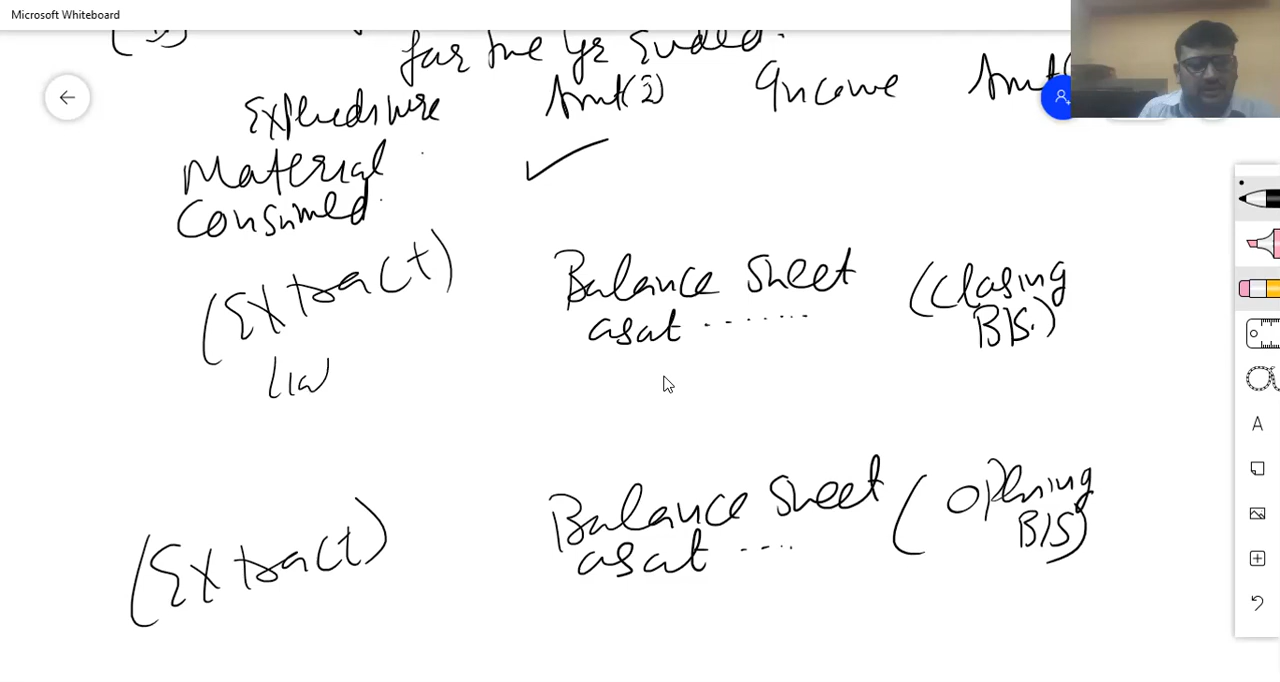 Microsoft Whiteboard
for the Yr Ended.
Expenditure Amt(₹) Income Amt(
Material
Consumed.
✓
(Extract) Balance Sheet (Closing
as at ........ B/S.)
Lia
Balance Sheet (Opening
(Extract) as at .... B/S)
A